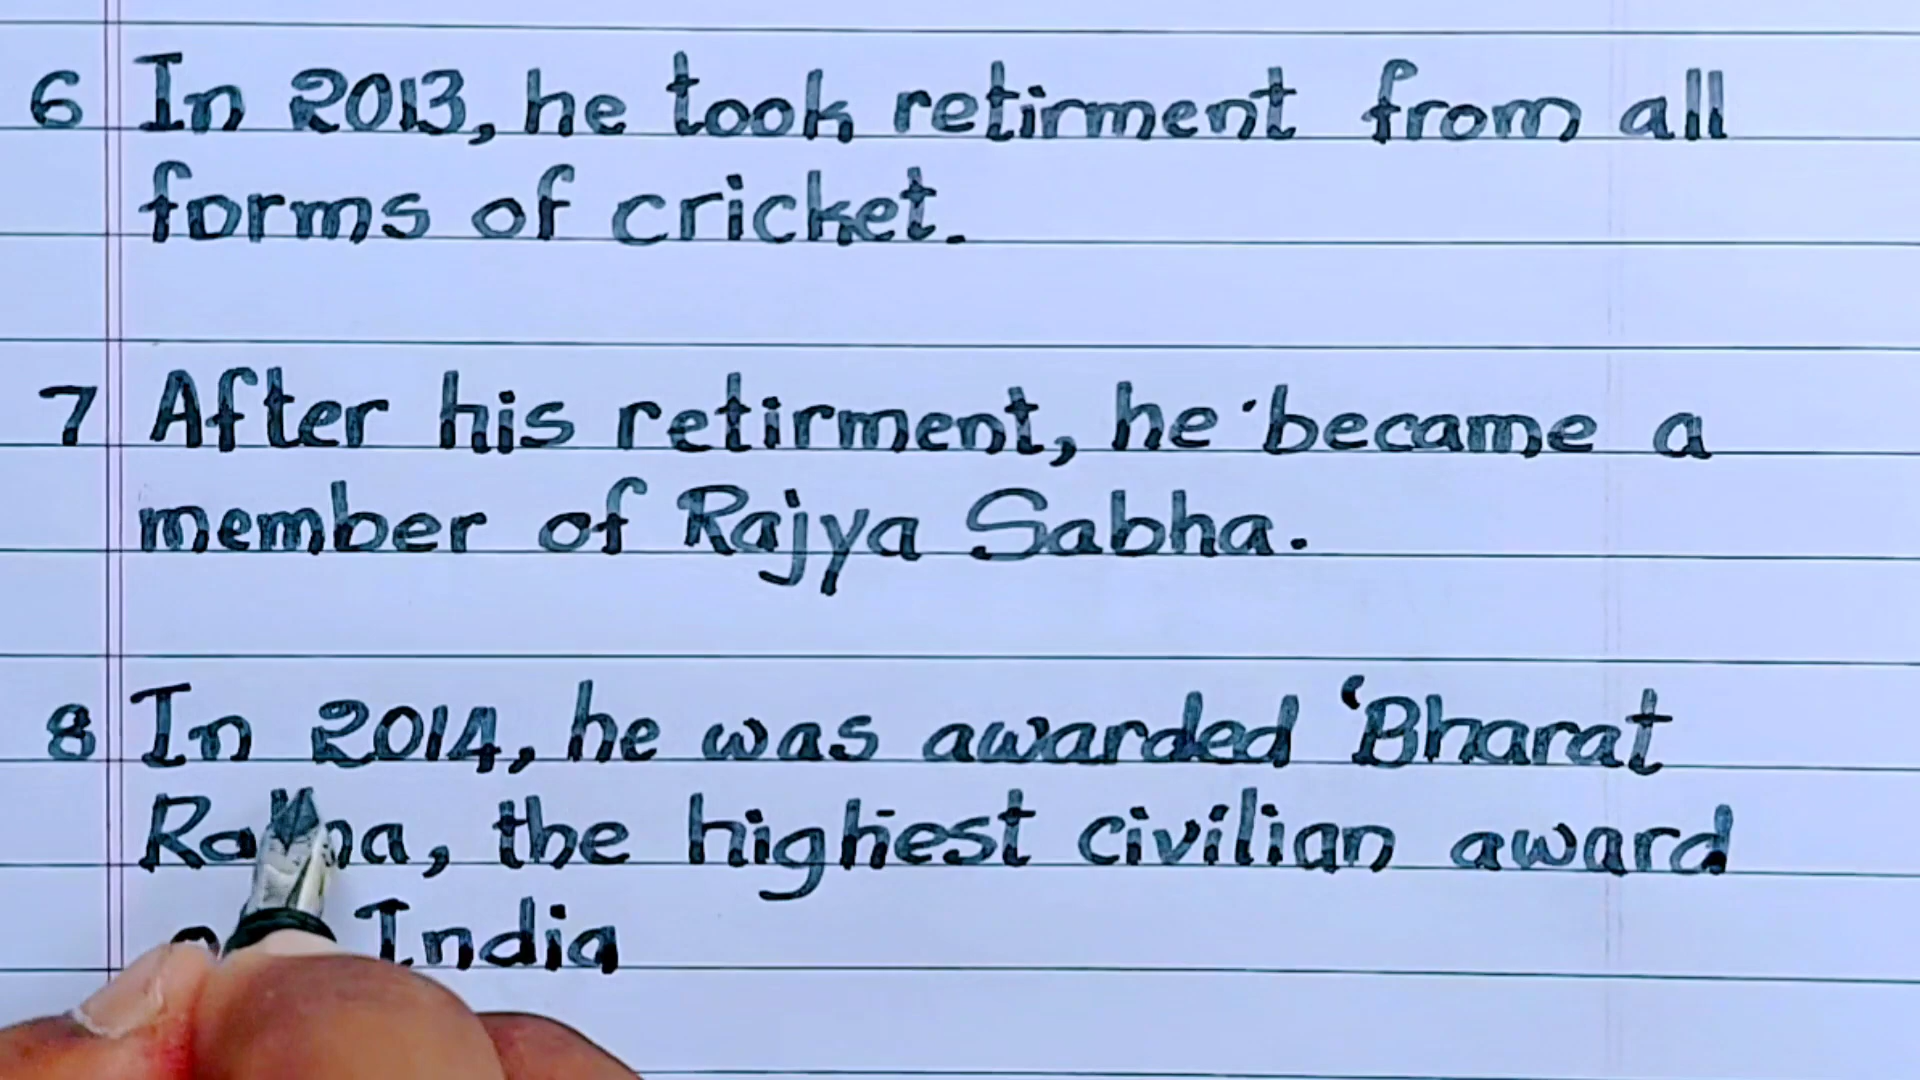 6 In 2013, he took retirment from all
forms of cricket.
7 After his retirment, he became a
member of Rajya Sabha.
8 In 2014, he was awarded 'Bharat
the highest civilian award
India